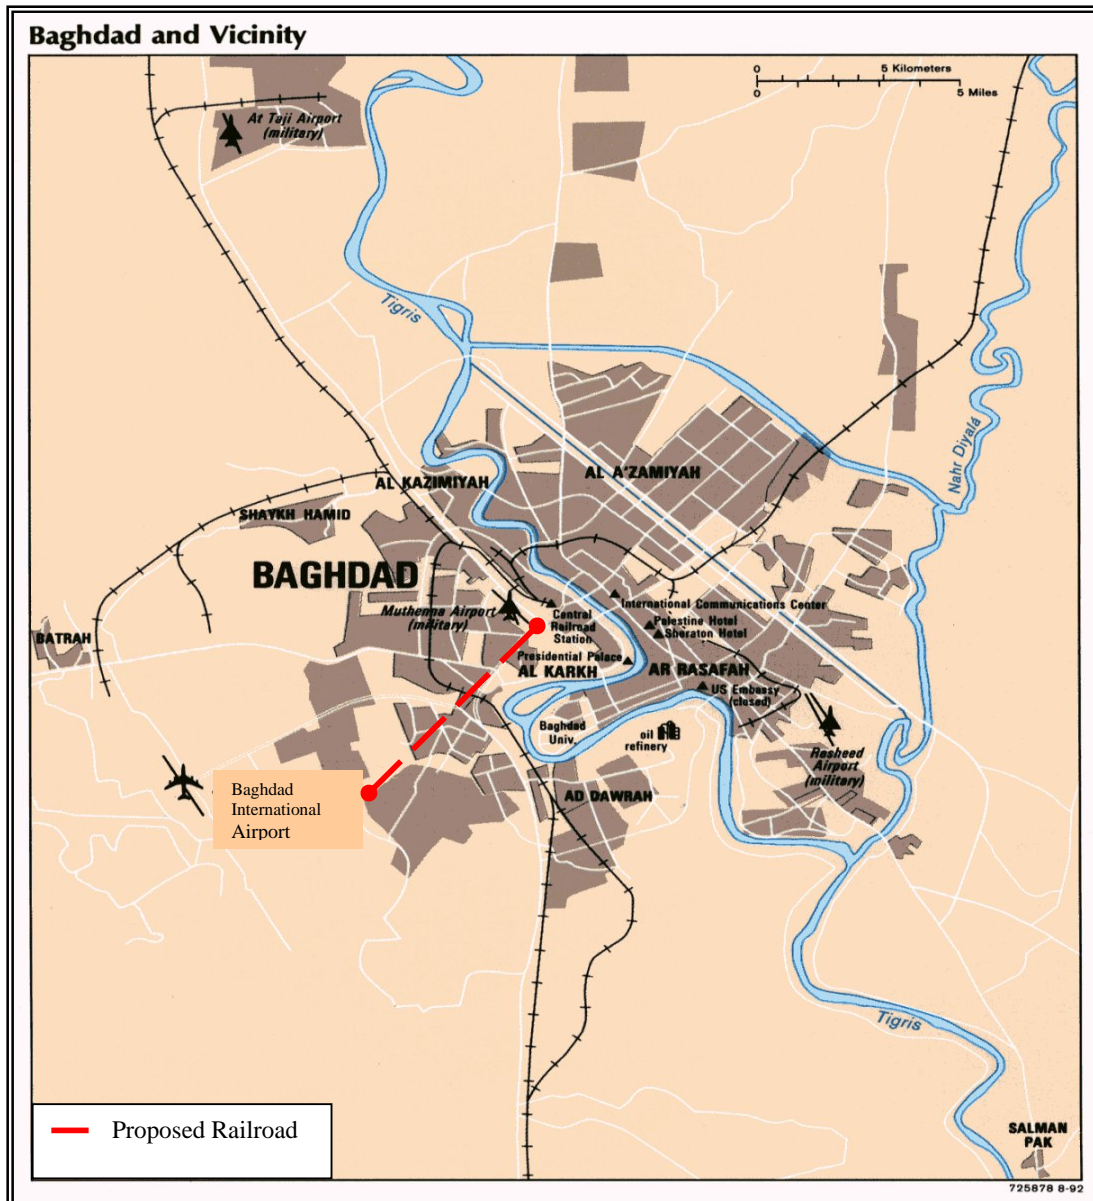 Baghdad and Vicinity
0 5 Kilometers
0 5 Miles
At Taji Airport
(military)
Tigris
Nahr Diyalá
AL A'ZAMIYAH
AL KAZIMIYAH
SHAYKH HAMID
BAGHDAD
Muthenna Airport
(military)
Central
Railroad
Station
International Communications Center
Palestine Hotel
Sheraton Hotel
BATRAH
Presidential Palace
AL KARKH
AR RASAFAH
US Embassy
(closed)
Baghdad
Univ.
oil
refinery
Rasheed
Airport
(military)
Baghdad
International
Airport
AD DAWRAH
Tigris
Proposed Railroad
SALMAN
PAK
725878 8-92